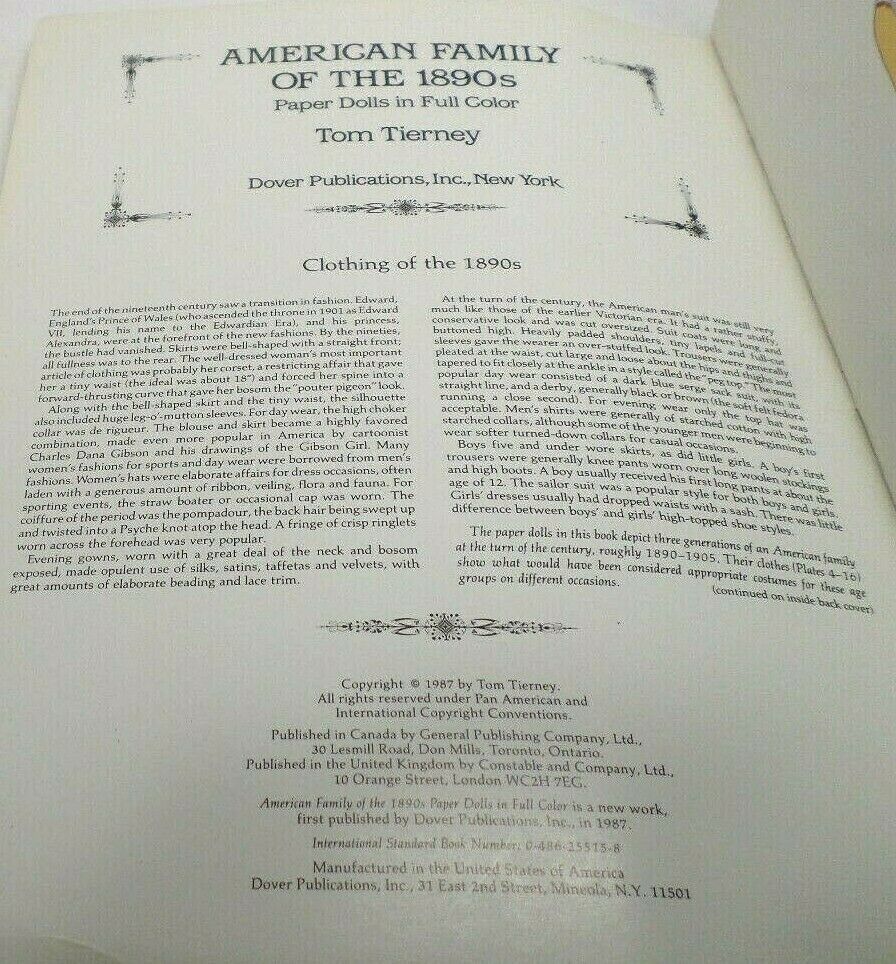 AMERICAN FAMILY
OF THE 1890s
Paper Dolls in Full Color
Tom Tierney
Dover Publications, Inc., New York
Clothing of the 1890s
The end of the nineteenth century saw a transition in fashion. Edward,
England's Prince of Wales (who ascended the throne in 1901 as Edward
VII, lending his name to the Edwardian Era), and his princess,
Alexandra, were at the forefront of the new fashions. By the nineties,
the bustle had vanished. Skirts were bell-shaped with a straight front;
all fullness was to the rear. The well-dressed woman's most important
article of clothing was probably her corset, a restricting affair that gave
her a tiny waist (the ideal was about 18") and forced her spine into a
forward-thrusting curve that gave her bosom the "pouter pigeon" look.
Along with the bell-shaped skirt and the tiny waist, the silhouette
also included huge leg-o'-mutton sleeves. For day wear, the high choker
collar was de rigueur. The blouse and skirt became a highly favored
combination, made even more popular in America by cartoonist
Charles Dana Gibson and his drawings of the Gibson Girl. Many
women's fashions for sports and day wear were borrowed from men's
fashions. Women's hats were elaborate affairs for dress occasions, often
laden with a generous amount of ribbon, veiling, flora and fauna. For
sporting events, the straw boater or occasional cap was worn. The
coiffure of the period was the pompadour, the back hair being swept up
and twisted into a Psyche knot atop the head. A fringe of crisp ringlets
worn across the forehead was very popular.
Evening gowns, worn with a great deal of the neck and bosom
exposed, made opulent use of silks, satins, taffetas and velvets, with
great amounts of elaborate beading and lace trim.
At the turn of the century, the American man's suit was still very
much like those of the earlier Victorian era. It had a rather stuffy,
conservative look and was cut oversized. Suit coats were long and
buttoned high. Heavily padded shoulders, tiny lapels and full-cut
sleeves gave the wearer an over-stuffed look. Trousers were generally
pleated at the waist, cut large and loose about the hips and thighs and
tapered to fit closely at the ankle in a style called the "peg top." The most
popular day wear consisted of a dark blue serge sack suit, with its
straight line, and a derby, generally black or brown (the soft felt fedora
running a close second). For evening wear only the top hat was
acceptable. Men's shirts were generally of starched cotton with high
starched collars, although some of the younger men were beginning to
wear softer turned-down collars for casual occasions.
Boys five and under wore skirts, as did little girls. A boy's first
trousers were generally knee pants worn over long woolen stockings
and high boots. A boy usually received his first long pants at about the
age of 12. The sailor suit was a popular style for both boys and girls.
Girls' dresses usually had dropped waists with a sash. There was little
difference between boys' and girls' high-topped shoe styles.
The paper dolls in this book depict three generations of an American family
at the turn of the century, roughly 1890–1905. Their clothes (Plates 4–16)
show what would have been considered appropriate costumes for these age
groups on different occasions.
(continued on inside back cover)
Copyright © 1987 by Tom Tierney.
All rights reserved under Pan American and
International Copyright Conventions.
Published in Canada by General Publishing Company, Ltd.,
30 Lesmill Road, Don Mills, Toronto, Ontario.
Published in the United Kingdom by Constable and Company, Ltd.,
10 Orange Street, London WC2H 7EG.
American Family of the 1890s Paper Dolls in Full Color is a new work,
first published by Dover Publications, Inc., in 1987.
International Standard Book Number: 0-486-25515-8
Manufactured in the United States of America
Dover Publications, Inc., 31 East 2nd Street, Mineola, N.Y. 11501